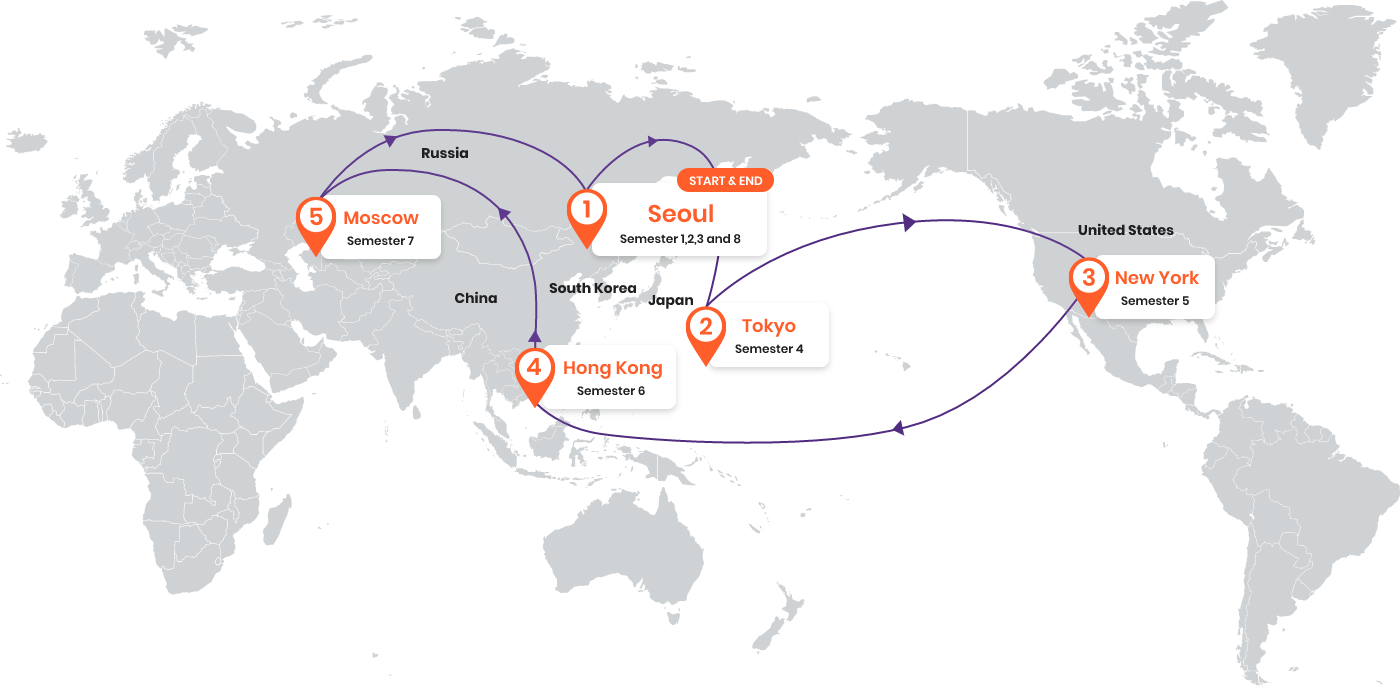 Russia
START & END
1
Seoul
Semester 1,2,3 and 8
5
Moscow
Semester 7
United States
3
New York
Semester 5
China
South Korea
Japan
2
Tokyo
Semester 4
4
Hong Kong
Semester 6